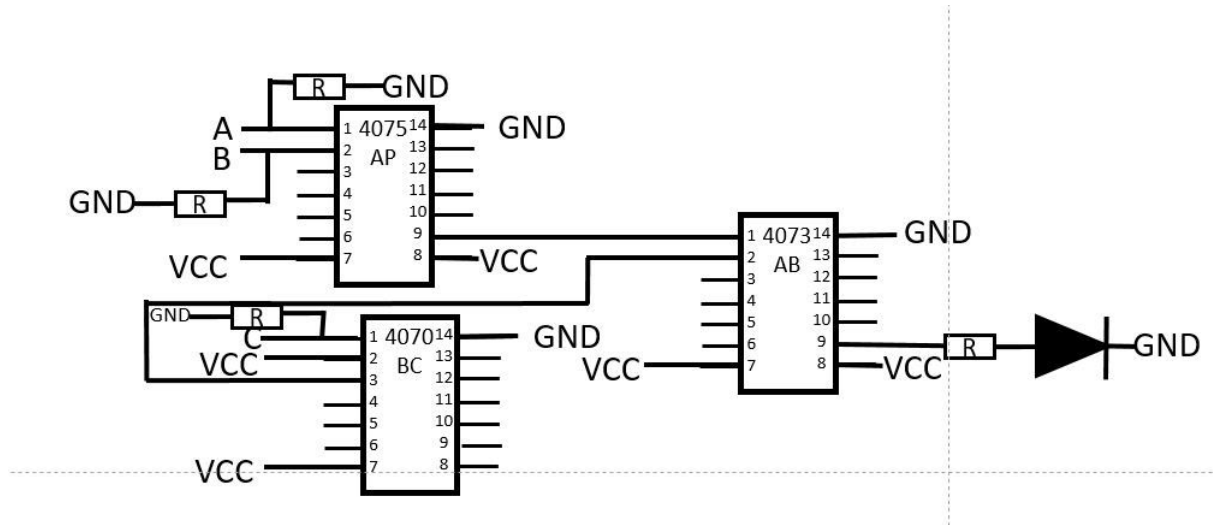 R GND
A 1 4075 14 GND
B 2 AP 13
3 12
GND R 4 11
5 10
6 9
VCC 7 8 VCC
1 4073 14 GND
2 AB 13
3 12
4 11
5 10
6 9 R GND
VCC 7 8 VCC
GND R
C 1 4070 14 GND
VCC 2 BC 13
3 12
4 11
5 10
6 9
VCC 7 8